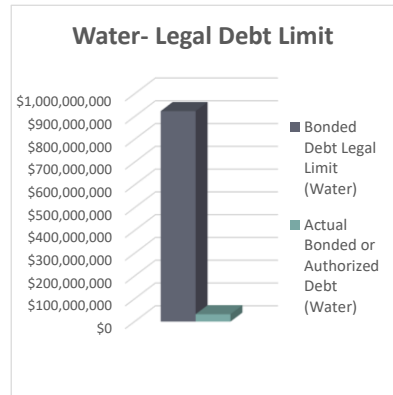 Water- Legal Debt Limit
$1,000,000,000
$900,000,000
$800,000,000
$700,000,000
$600,000,000
$500,000,000
$400,000,000
$300,000,000
$200,000,000
$100,000,000
$0
Bonded
Debt Legal
Limit
(Water)
Actual
Bonded or
Authorized
Debt
(Water)